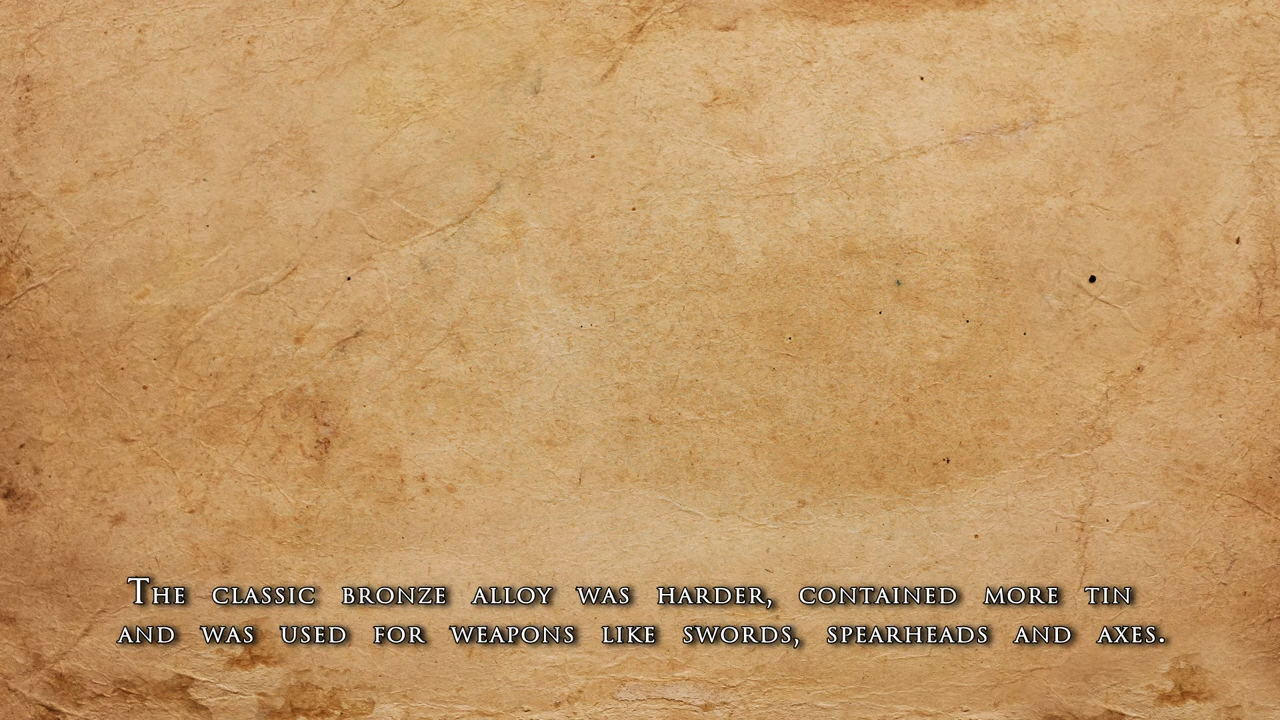 The classic bronze alloy was harder, contained more tin
and was used for weapons like swords, spearheads and axes.